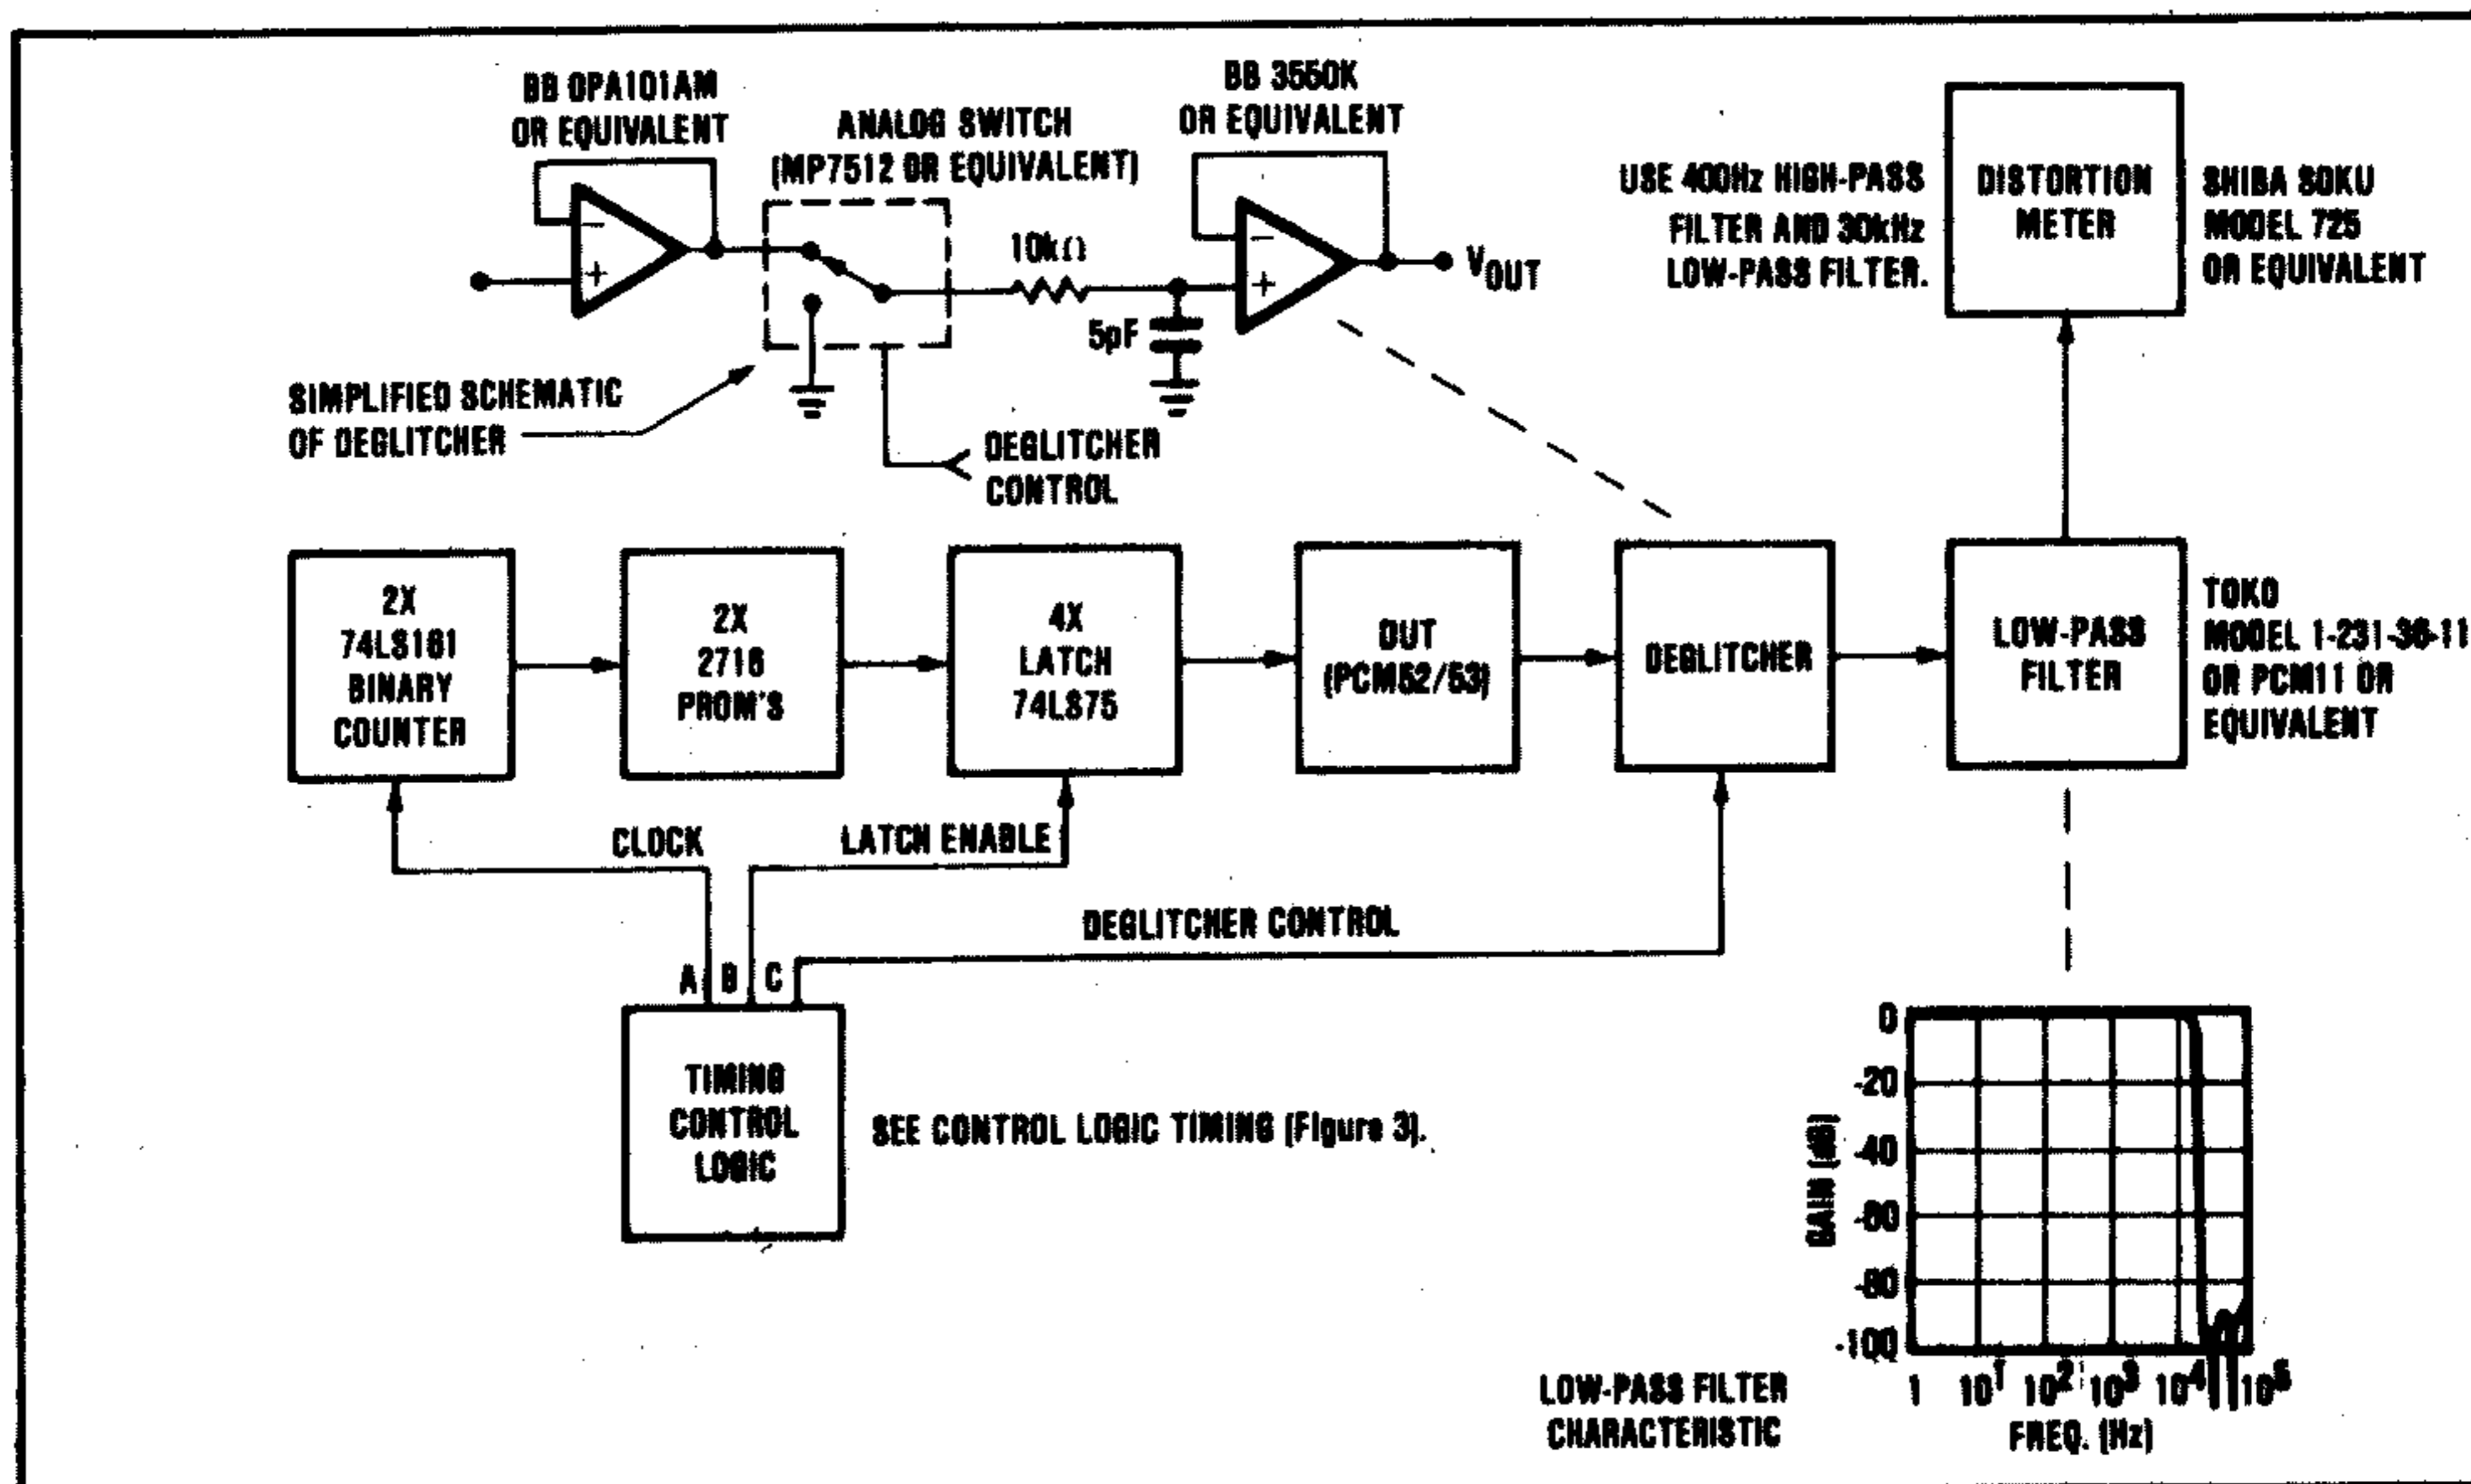 BB OPA101AM
OR EQUIVALENT
ANALOG SWITCH
(MP7512 OR EQUIVALENT)
BB 3550K
OR EQUIVALENT
10kΩ
5pF
VOUT
SIMPLIFIED SCHEMATIC
OF DEGLITCHER
DEGLITCHER
CONTROL
USE 400Hz HIGH-PASS
FILTER AND 30kHz
LOW-PASS FILTER.
DISTORTION
METER
SHIBA SOKU
MODEL 725
OR EQUIVALENT
2X
74LS161
BINARY
COUNTER
2X
2716
PROM'S
4X
LATCH
74LS75
DUT
(PCM52/53)
DEGLITCHER
LOW-PASS
FILTER
TOKO
MODEL 1-231-36-11
OR PCM11 OR
EQUIVALENT
CLOCK
LATCH ENABLE
DEGLITCHER CONTROL
A B C
TIMING
CONTROL
LOGIC
SEE CONTROL LOGIC TIMING (Figure 3).
GAIN (dB)
0
-20
-40
-60
-80
-100
1 10¹ 10² 10³ 10⁴ 10⁵
FREQ. (Hz)
LOW-PASS FILTER
CHARACTERISTIC